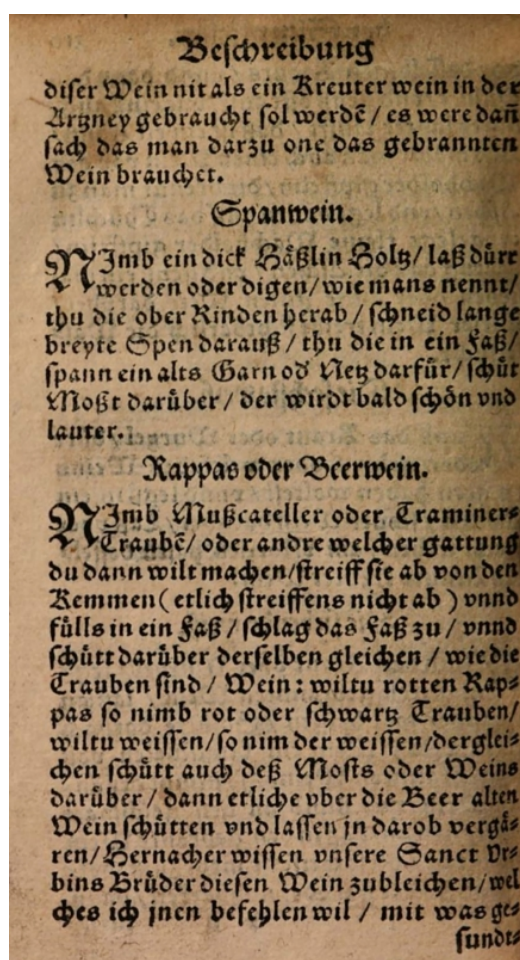 Beschreibung
diser Wein nit als ein Kreuter wein in der
Artzney gebraucht sol werdē / es were dañ
sach das man darzu one das gebrannten
Wein brauchet.
Spanwein.
NImb ein dick Häßlin Holtz / laß dürr
werden oder digen / wie mans nennt /
thu die ober Rinden herab / schneid lange
breyte Spen darauß / thu die in ein Faß /
spann ein alts Garn od' Netz darfür / schüt
Moßt darüber / der wirdt bald schön vnd
lauter.
Rappas oder Beerwein.
NImb Mußcateller oder Traminer-
Traubē / oder andre welcher gattung
du dann wilt machen / streiff sie ab von den
Kemmen ( etlich streiffens nicht ab ) vnnd
fülls in ein Faß / schlag das Faß zu / vnnd
schütt darüber derselben gleichen / wie die
Trauben sind / Wein : wiltu rotten Rap-
pas so nimb rot oder schwartz Trauben /
wiltu weissen / so nim der weissen / derglei-
chen schütt auch deß Mosts oder Weins
darüber / dann etliche vber die Beer alten
Wein schütten vnd lassen jn darob vergä-
ren / Hernacher wissen vnsere Sanct Vr-
bins Brüder diesen Wein zubleichen / wel
ches ich jnen befehlen wil / mit was ge-
sundt-